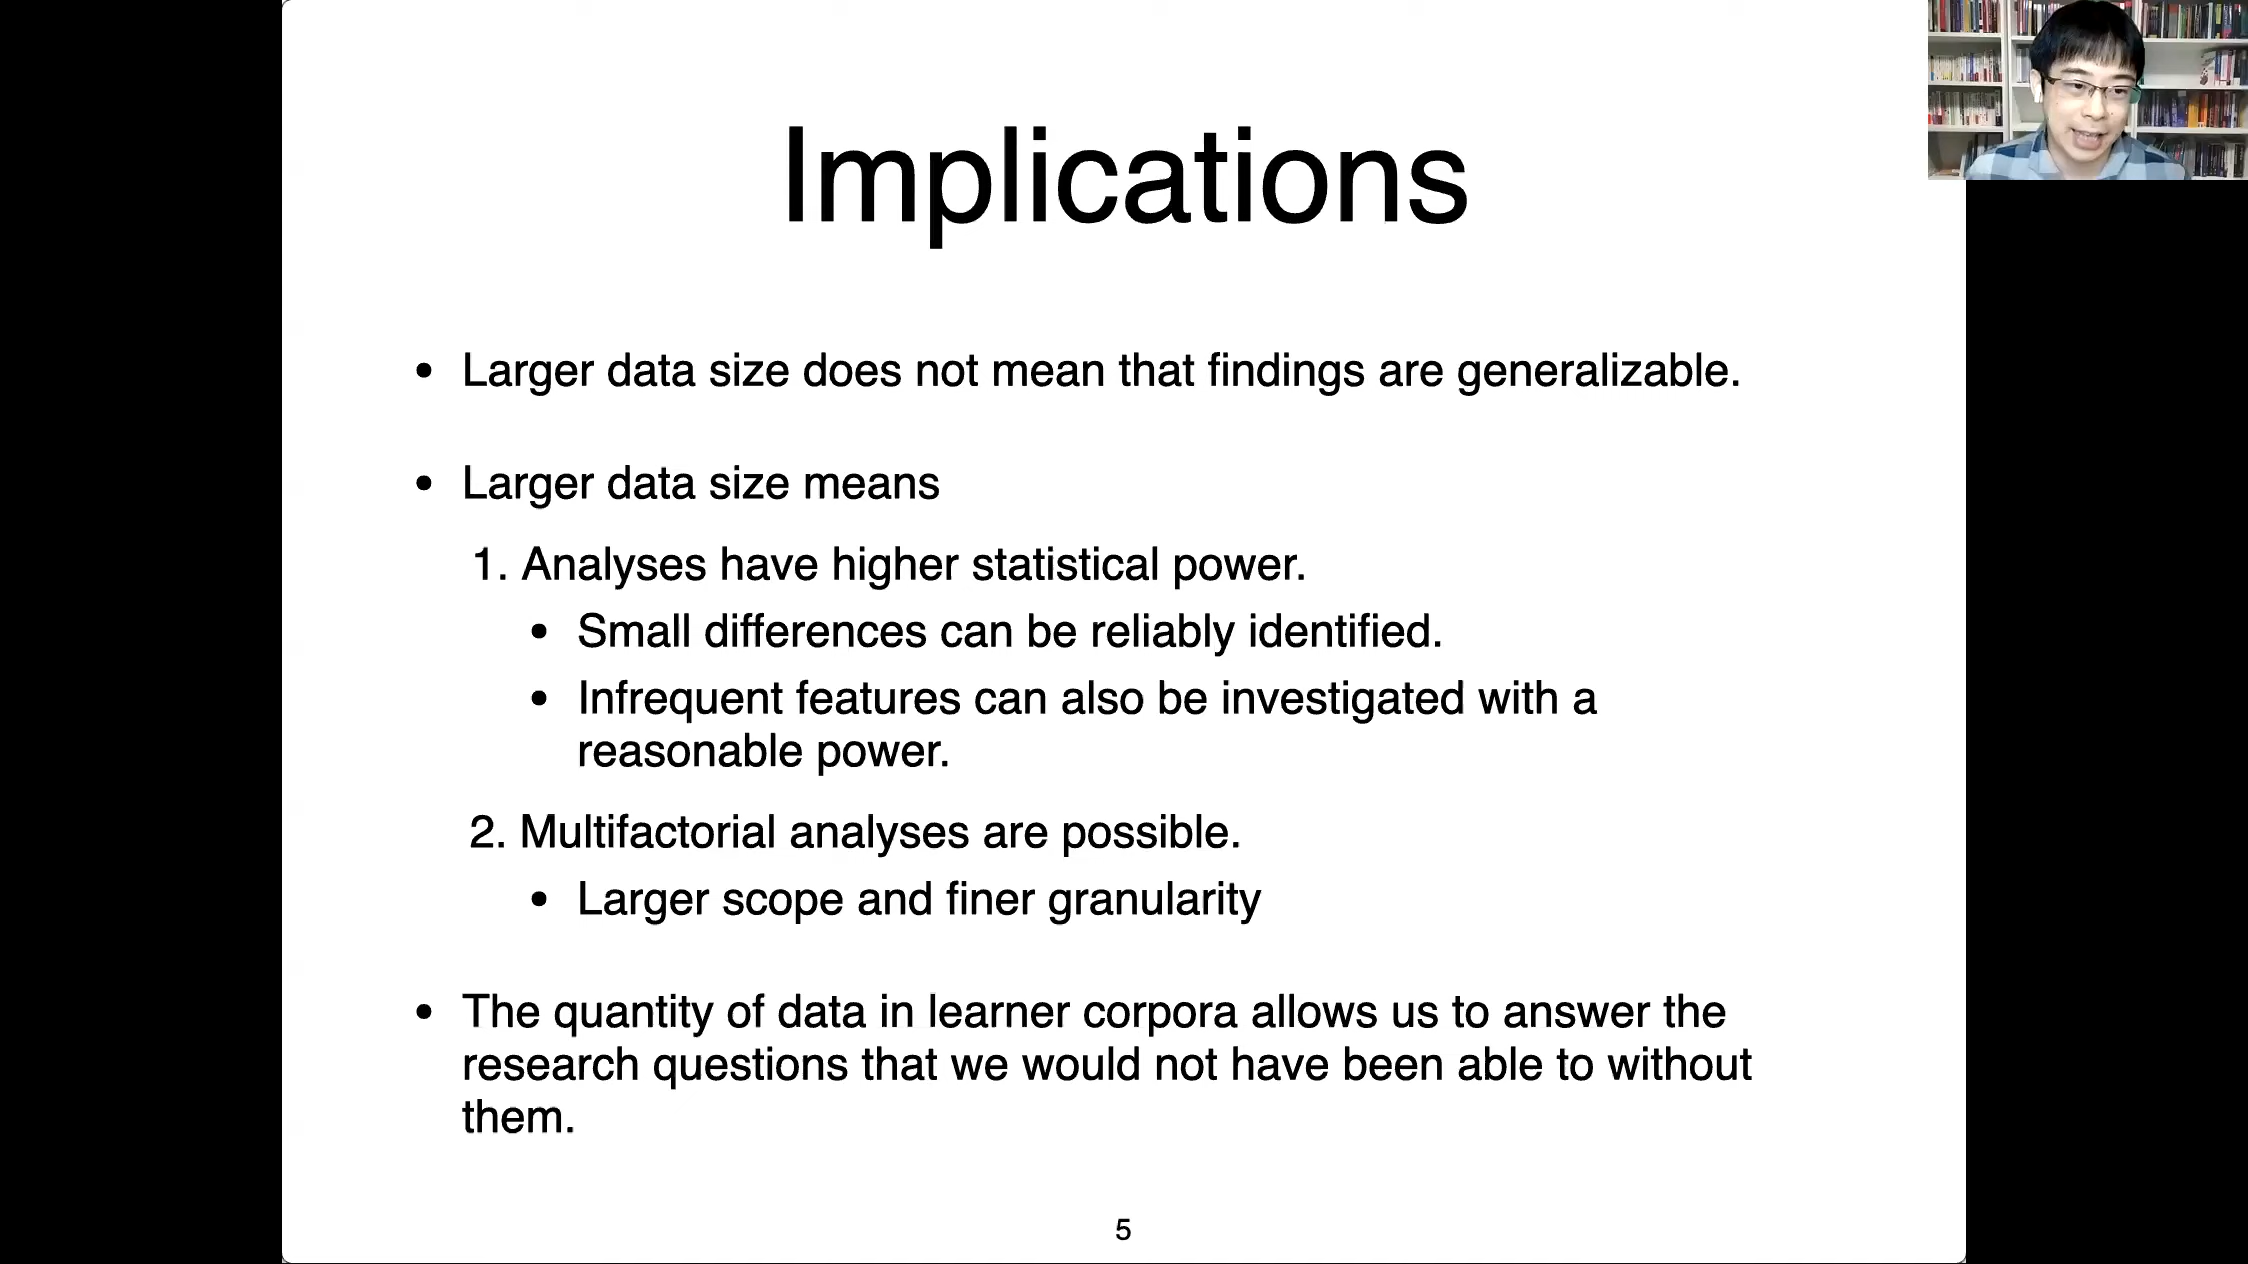 Implications
• Larger data size does not mean that findings are generalizable.
• Larger data size means
1. Analyses have higher statistical power.
• Small differences can be reliably identified.
• Infrequent features can also be investigated with a
reasonable power.
2. Multifactorial analyses are possible.
• Larger scope and finer granularity
• The quantity of data in learner corpora allows us to answer the
research questions that we would not have been able to without
them.
5